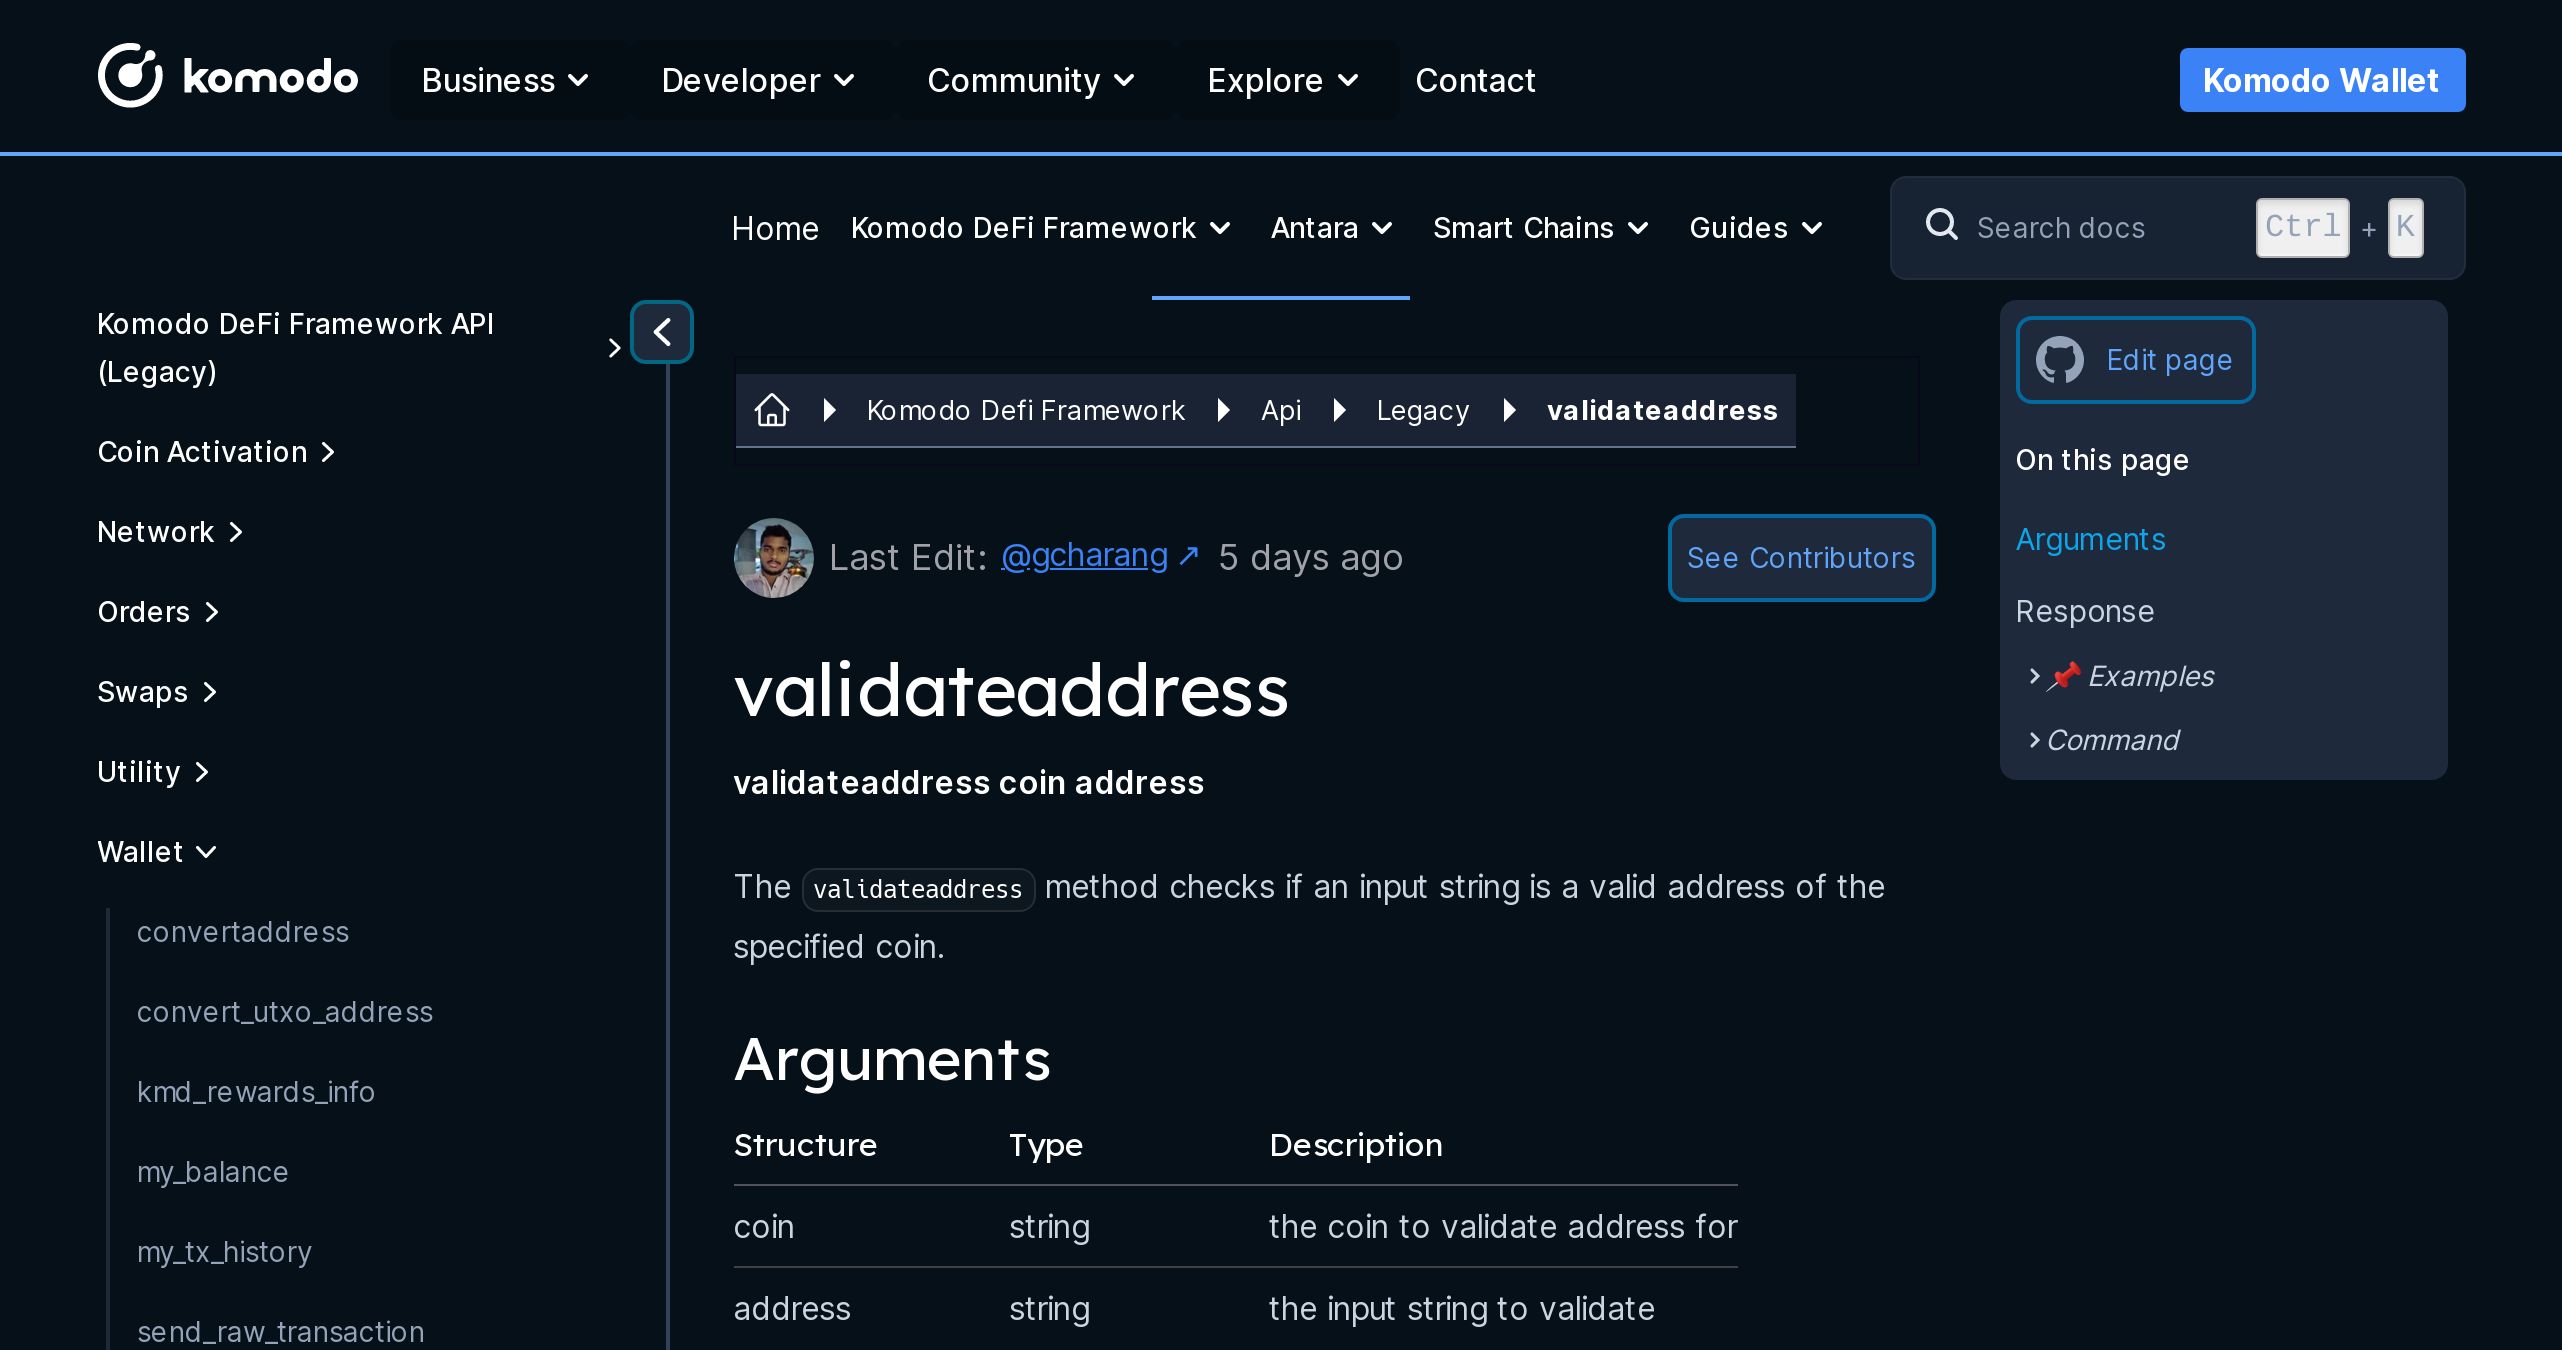 komodo
Business
Developer
Community
Explore
Contact
Komodo Wallet
Home
Komodo DeFi Framework
Antara
Smart Chains
Guides
Search docs
Ctrl + K
Komodo DeFi Framework API
(Legacy)
Coin Activation
Network
Orders
Swaps
Utility
Wallet
convertaddress
convert_utxo_address
kmd_rewards_info
my_balance
my_tx_history
send_raw_transaction
Komodo Defi Framework
Api
Legacy
validateaddress
Last Edit: @gcharang ↗ 5 days ago
See Contributors
validateaddress
validateaddress coin address
The validateaddress method checks if an input string is a valid address of the
specified coin.
Arguments
Structure Type Description
coin string the coin to validate address for
address string the input string to validate
Edit page
On this page
Arguments
Response
📌 Examples
Command